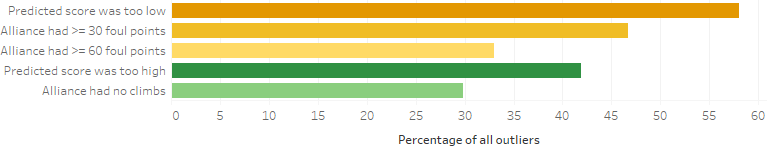 Predicted score was too low
Alliance had >= 30 foul points
Alliance had >= 60 foul points
Predicted score was too high
Alliance had no climbs
0 5 10 15 20 25 30 35 40 45 50 55 60
Percentage of all outliers